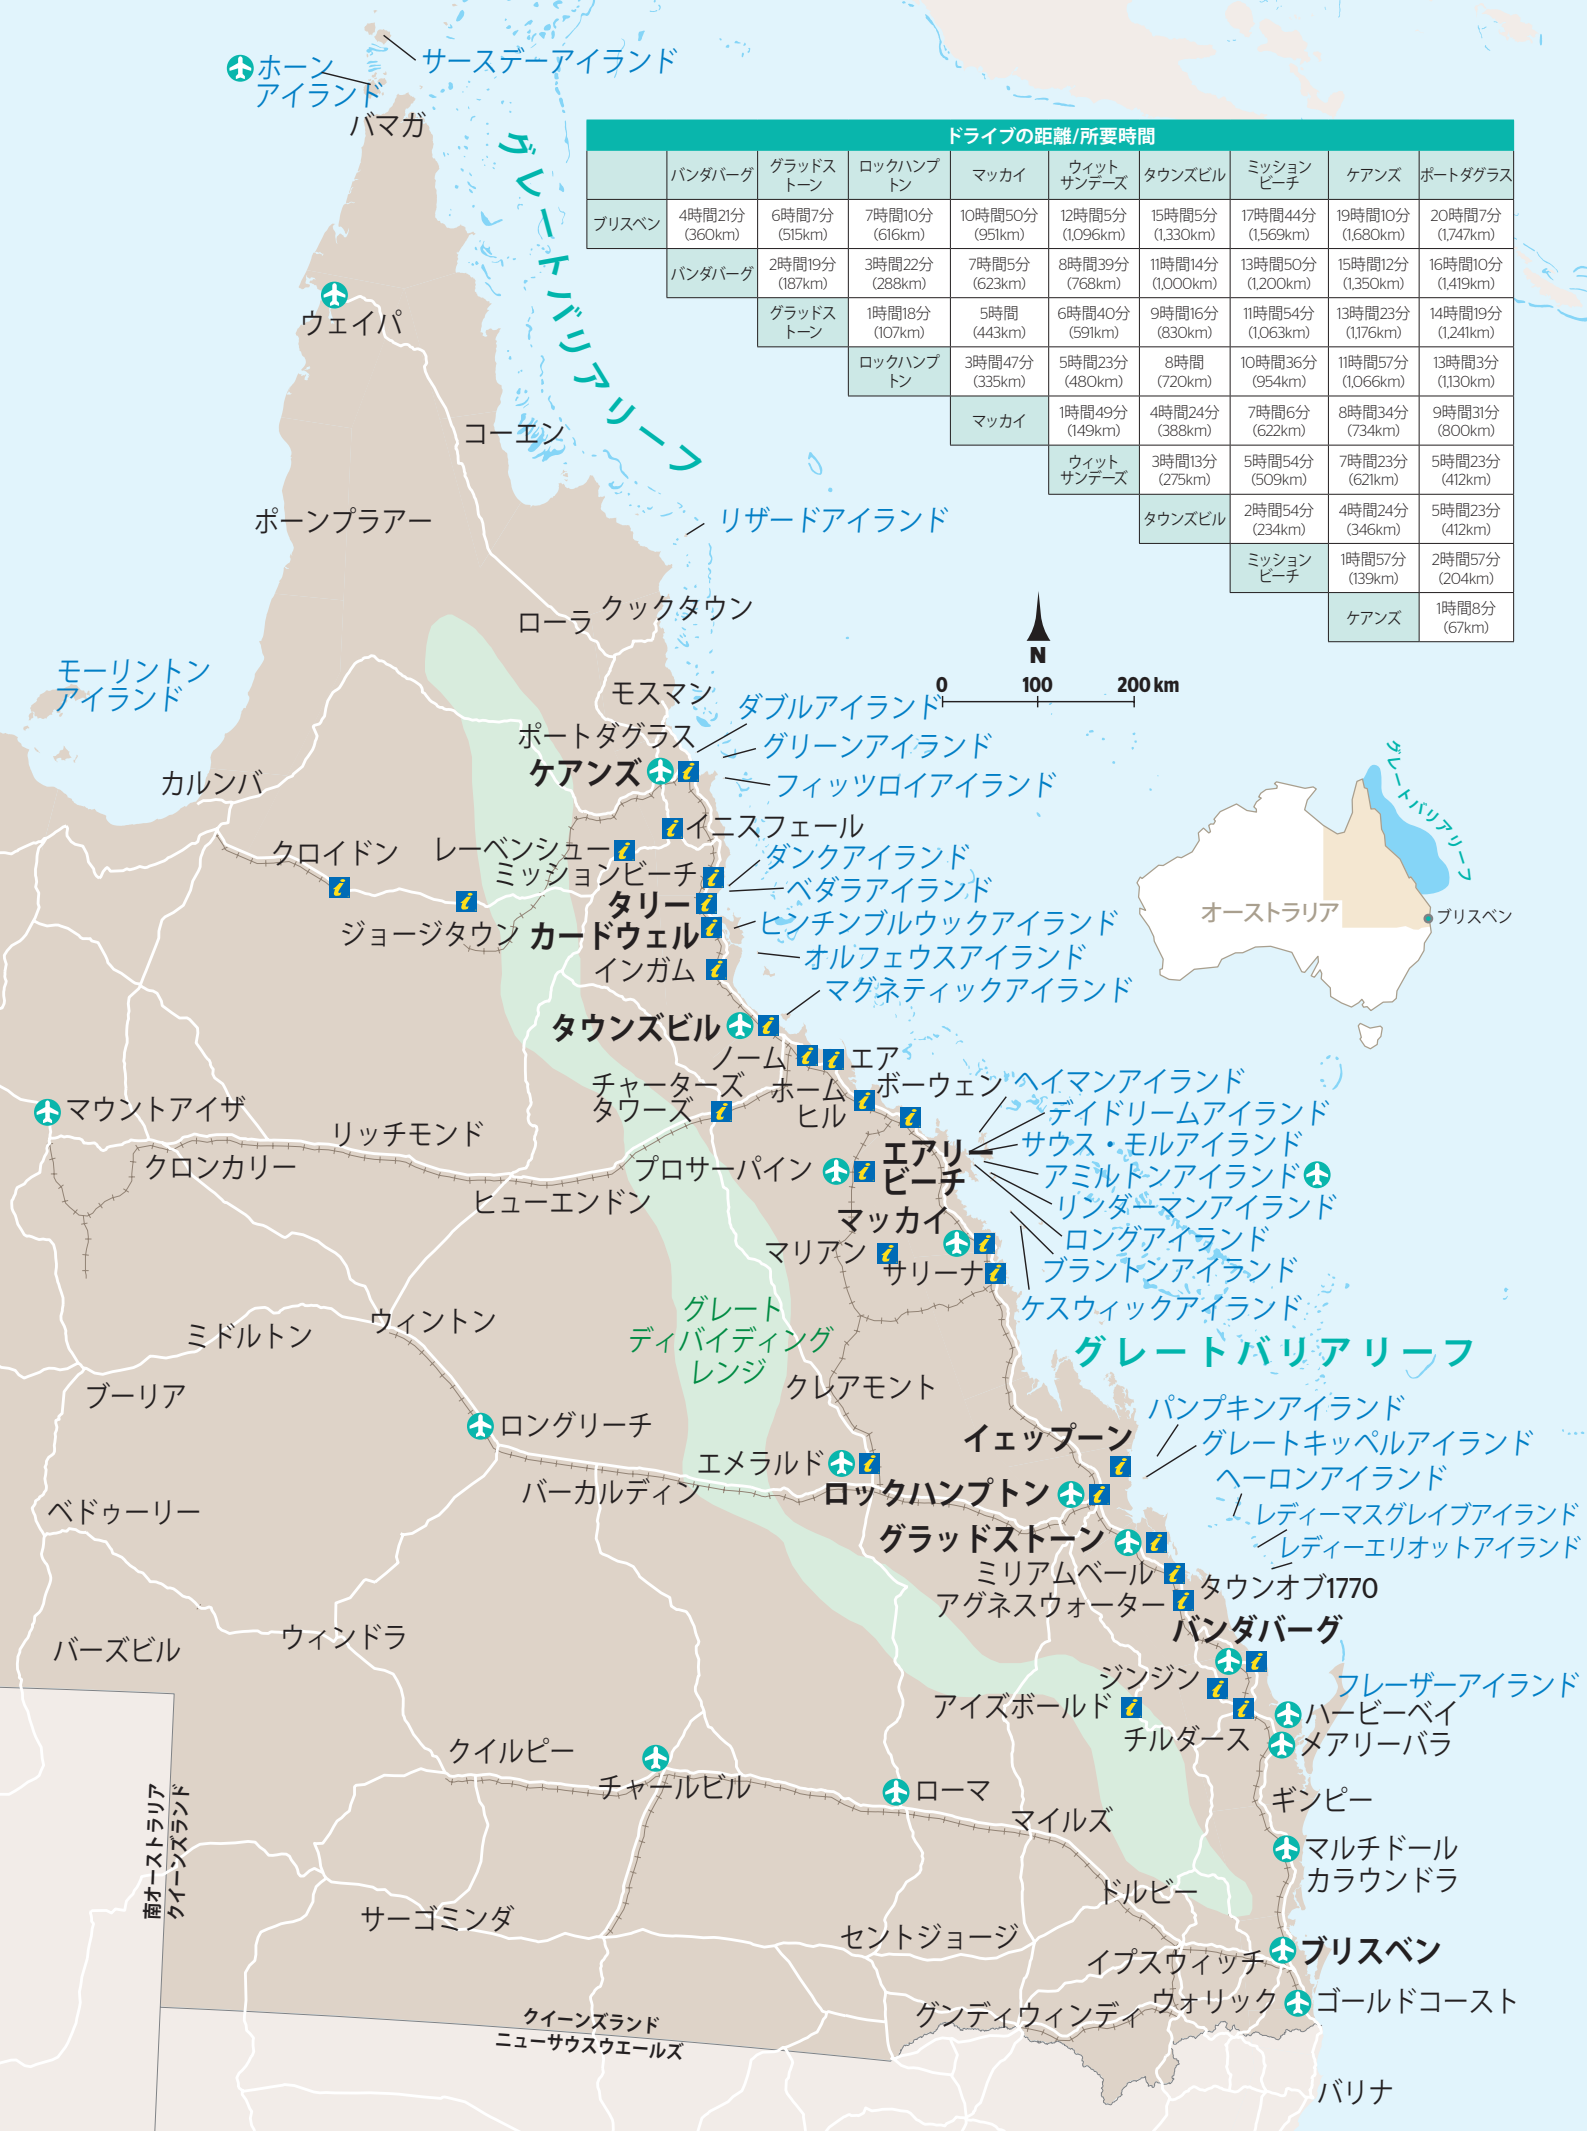 サースデーアイランド
ホーン
アイランド
バマガ
グレートバリアリーフ
ドライブの距離/所要時間
バンダバーグ グラッドストーン ロックハンプトン マッカイ ウィットサンデーズ タウンズビル ミッションビーチ ケアンズ ポートダグラス
ブリスベン 4時間21分 6時間7分 7時間10分 10時間50分 12時間5分 15時間5分 17時間44分 19時間10分 20時間7分
(360km) (515km) (616km) (951km) (1,096km) (1,330km) (1,569km) (1,680km) (1,747km)
バンダバーグ 2時間19分 3時間22分 7時間5分 8時間39分 11時間14分 13時間50分 15時間12分 16時間10分
(187km) (288km) (623km) (768km) (1,000km) (1,200km) (1,350km) (1,419km)
グラッドストーン 1時間18分 5時間 6時間40分 9時間16分 11時間54分 13時間23分 14時間19分
(107km) (443km) (591km) (830km) (1,063km) (1,176km) (1,241km)
ロックハンプトン 3時間47分 5時間23分 8時間 10時間36分 11時間57分 13時間3分
(335km) (480km) (720km) (954km) (1,066km) (1,130km)
マッカイ 1時間49分 4時間24分 7時間6分 8時間34分 9時間31分
(149km) (388km) (622km) (734km) (800km)
ウィットサンデーズ 3時間13分 5時間54分 7時間23分 5時間23分
(275km) (509km) (621km) (412km)
タウンズビル 2時間54分 4時間24分 5時間23分
(234km) (346km) (412km)
ミッションビーチ 1時間57分 2時間57分
(139km) (204km)
ケアンズ 1時間8分
(67km)
ウェイパ
コーエン
ポーンプラアー
リザードアイランド
ローラ
クックタウン
N
0 100 200 km
モーリントン
アイランド
モスマン
ダブルアイランド
ポートダグラス
グリーンアイランド
ケアンズ
フィッツロイアイランド
カルンバ
イニスフェール
クロイドン
レーベンシュー
ダンクアイランド
ミッションビーチ
ベダラアイランド
タリー
ヒンチンブルウックアイランド
ジョージタウン
カードウェル
オルフェウスアイランド
インガム
マグネティックアイランド
グレートバリアリーフ
オーストラリア
ブリスベン
タウンズビル
ノーム
エア
チャーターズ
タワーズ
ホーム
ヒル
ボーウェン
ヘイマンアイランド
デイドリームアイランド
サウス・モルアイランド
アミルトンアイランド
リンダーマンアイランド
ロングアイランド
ブラントンアイランド
ケスウィックアイランド
マウントアイザ
リッチモンド
クロンカリー
ヒューエンドン
プロサーパイン
エアリー
ビーチ
マッカイ
マリアン
サリーナ
グレート
ディバイディング
レンジ
グレートバリアリーフ
ウィントン
ミドルトン
ブーリア
クレアモント
ロングリーチ
パンプキンアイランド
イェップーン
グレートキッペルアイランド
エメラルド
ヘーロンアイランド
バーカルディン
ロックハンプトン
レディーマスグレイブアイランド
ベドゥーリー
グラッドストーン
レディーエリオットアイランド
ミリアムベール
タウンオブ1770
アグネスウォーター
バンダバーグ
バーズビル
ウィンドラ
ジンジン
フレーザーアイランド
アイズボールド
ハービーベイ
チルダース
メアリーバラ
クイルピー
チャールビル
ローマ
ギンピー
マイルズ
マルチドール
カラウンドラ
南オーストラリア
クイーンズランド
ドルビー
サーゴミンダ
セントジョージ
ブリスベン
イプスウィッチ
ウォリック
ゴールドコースト
グンディウィンディ
クイーンズランド
ニューサウスウエールズ
バリナ